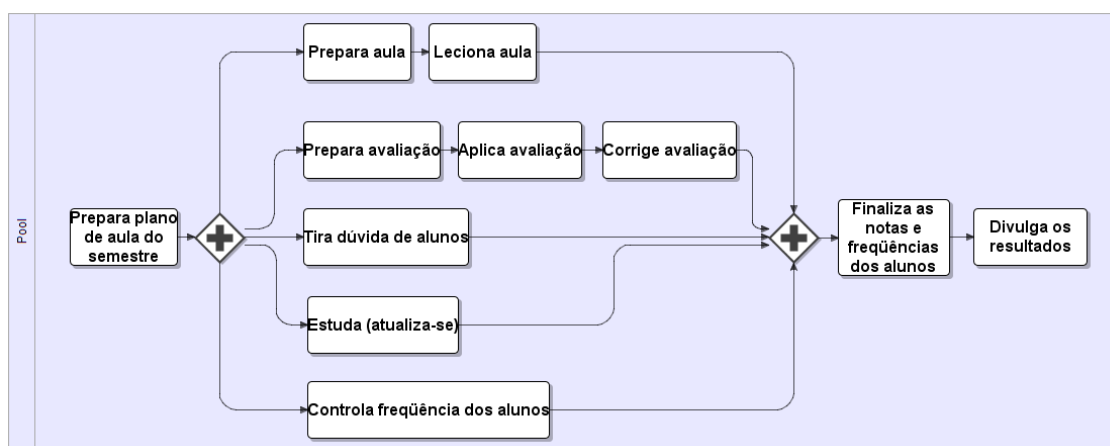 Pool
Prepara aula
Leciona aula
Prepara avaliação
Aplica avaliação
Corrige avaliação
Prepara plano
de aula do
semestre
Tira dúvida de alunos
Estuda (atualiza-se)
Controla freqüência dos alunos
Finaliza as
notas e
freqüências
dos alunos
Divulga os
resultados